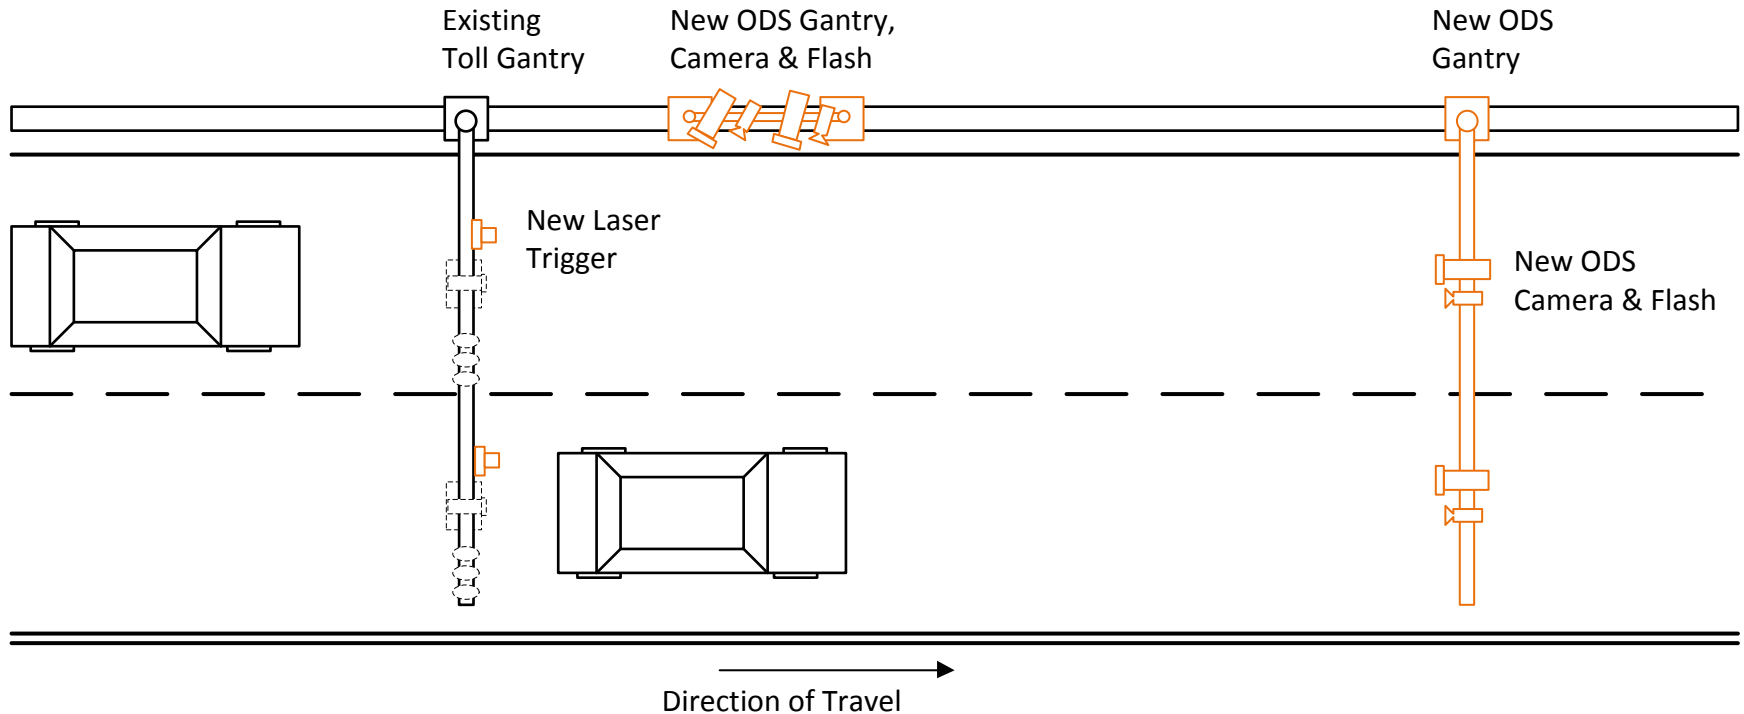 Existing
Toll Gantry
New ODS Gantry,
Camera & Flash
New ODS
Gantry
New Laser
Trigger
New ODS
Camera & Flash
Direction of Travel